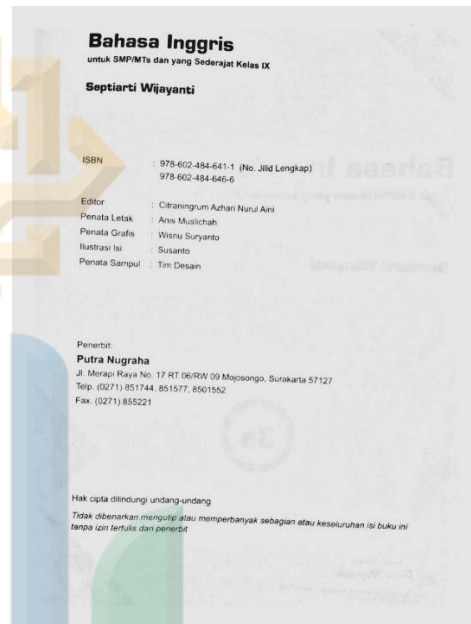 Bahasa Inggris
untuk SMP/MTs dan yang Sederajat Kelas IX
Septiarti Wijayanti
ISBN : 978-602-484-641-1 (No. Jilid Lengkap)
978-602-484-646-6
Editor : Citraningrum Azhari Nurul Aini
Penata Letak : Anis Muslichah
Penata Grafis : Wisnu Suryanto
Ilustrasi Isi : Susanto
Penata Sampul : Tim Desain
Penerbit:
Putra Nugraha
Jl. Merapi Raya No. 17 RT 06/RW 09 Mojosongo, Surakarta 57127
Telp. (0271) 851744, 851577, 8501552
Fax. (0271) 855221
Hak cipta dilindungi undang-undang
Tidak dibenarkan mengutip atau memperbanyak sebagian atau keseluruhan isi buku ini
tanpa izin tertulis dari penerbit